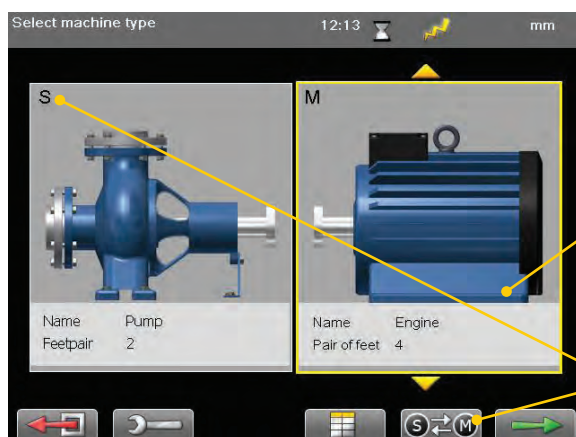 Select machine type 12:13 mm
S
M
Name Pump
Feetpair 2
Name Engine
Pair of feet 4
S M